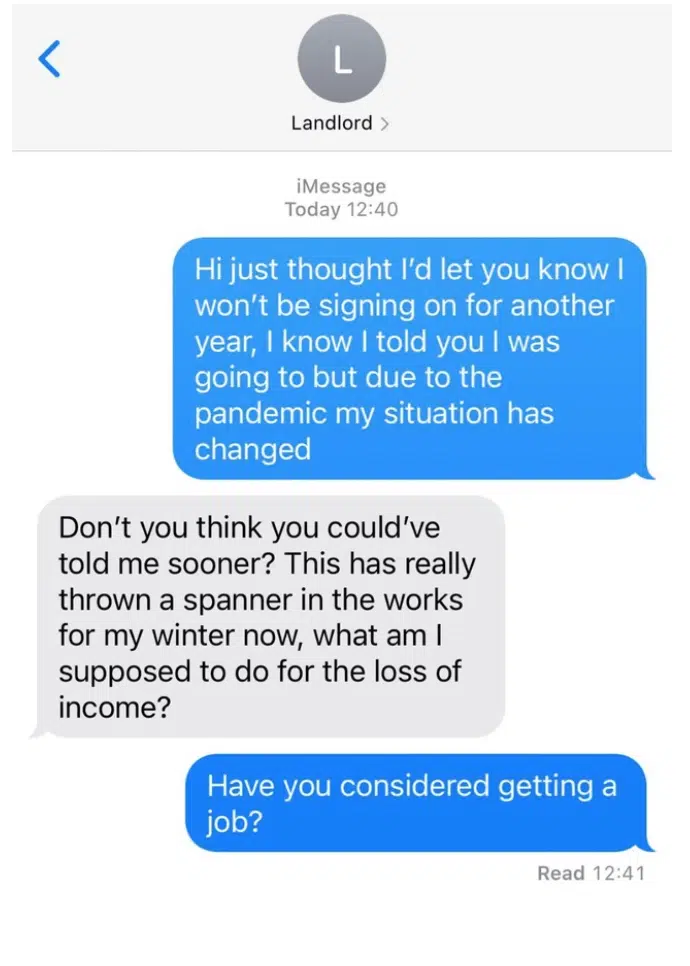 L
Landlord >
iMessage
Today 12:40
Hi just thought I’d let you know I
won’t be signing on for another
year, I know I told you I was
going to but due to the
pandemic my situation has
changed
Don’t you think you could’ve
told me sooner? This has really
thrown a spanner in the works
for my winter now, what am I
supposed to do for the loss of
income?
Have you considered getting a
job?
Read 12:41